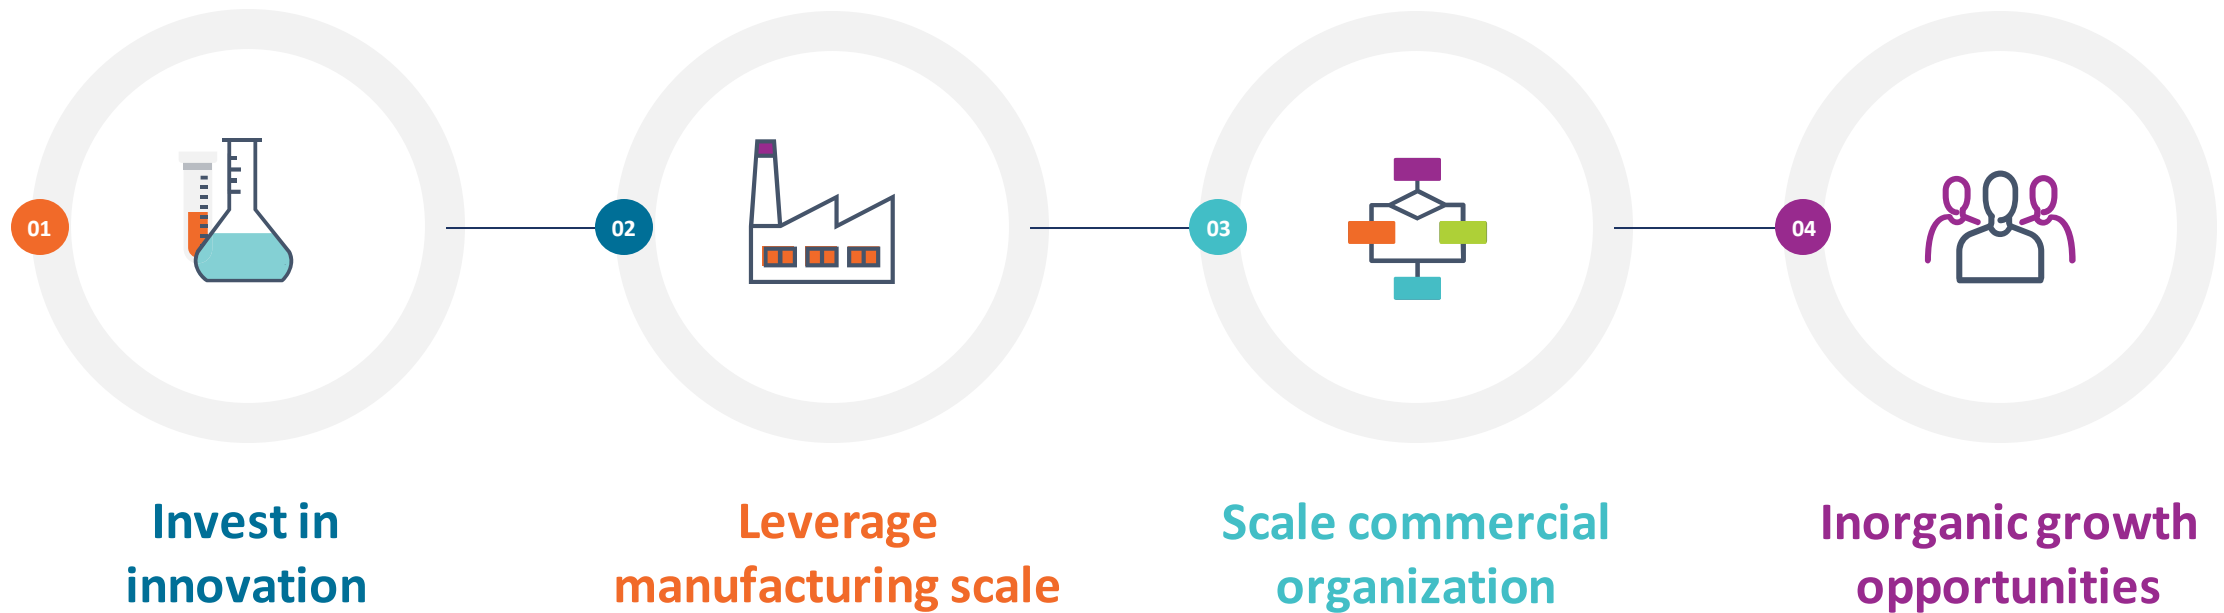 01
02
03
04
Invest in
innovation
Leverage
manufacturing scale
Scale commercial
organization
Inorganic growth
opportunities